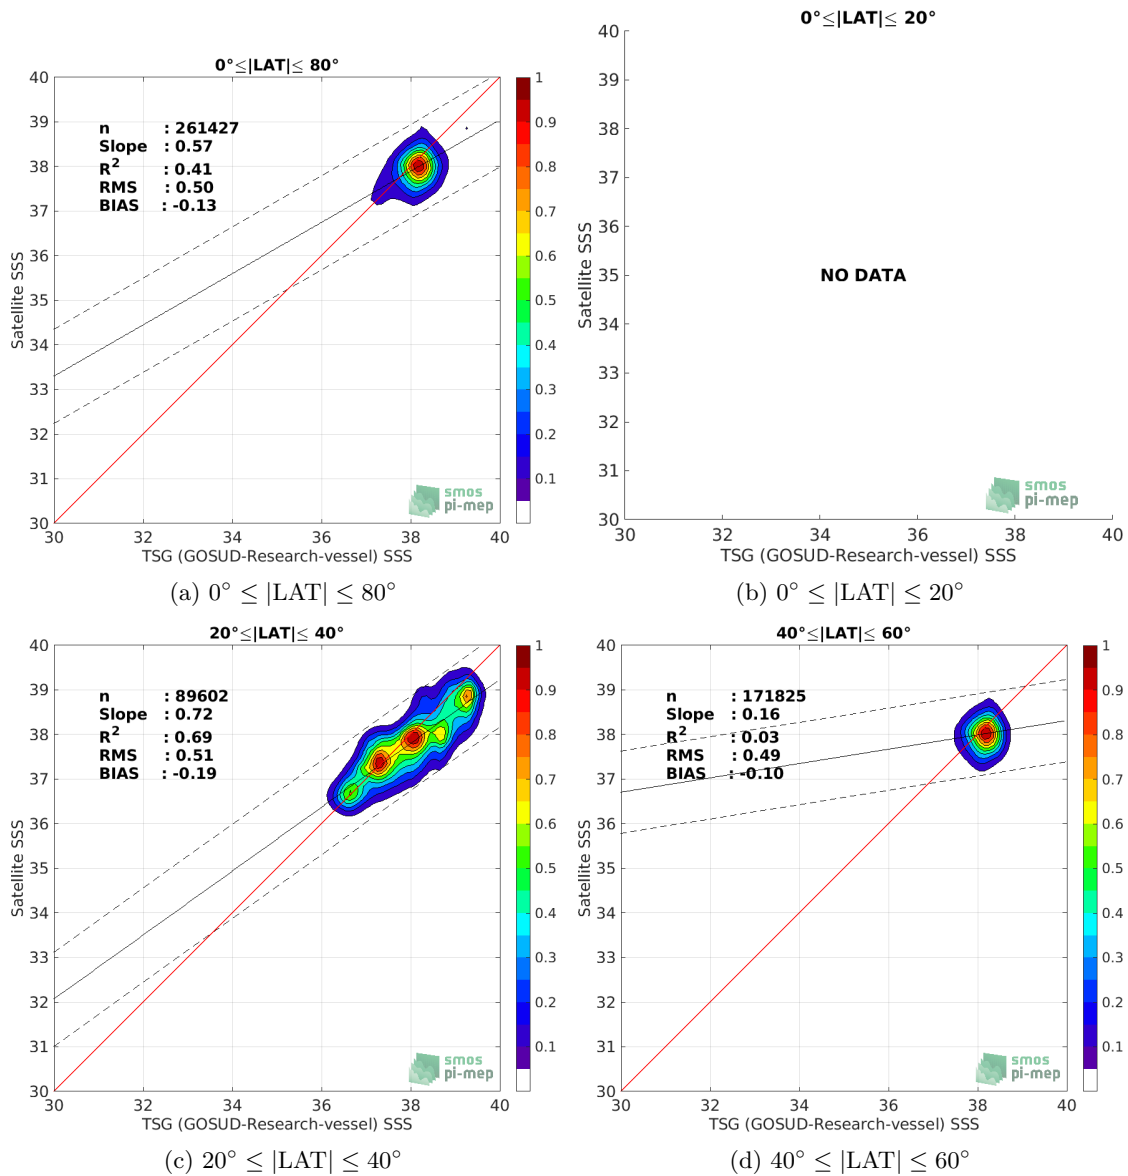 0°≤|LAT|≤ 80°
40
39
38
37
36
35
34
33
32
31
30
Satellite SSS
n : 261427
Slope : 0.57
R² : 0.41
RMS : 0.50
BIAS : -0.13
1
0.9
0.8
0.7
0.6
0.5
0.4
0.3
0.2
0.1
smos
pi-mep
30 32 34 36 38 40
TSG (GOSUD-Research-vessel) SSS
(a) 0° ≤ |LAT| ≤ 80°
0°≤|LAT|≤ 20°
40
39
38
37
36
35
34
33
32
31
30
Satellite SSS
NO DATA
smos
pi-mep
30 32 34 36 38 40
TSG (GOSUD-Research-vessel) SSS
(b) 0° ≤ |LAT| ≤ 20°
20°≤|LAT|≤ 40°
40
39
38
37
36
35
34
33
32
31
30
Satellite SSS
n : 89602
Slope : 0.72
R² : 0.69
RMS : 0.51
BIAS : -0.19
1
0.9
0.8
0.7
0.6
0.5
0.4
0.3
0.2
0.1
smos
pi-mep
30 32 34 36 38 40
TSG (GOSUD-Research-vessel) SSS
(c) 20° ≤ |LAT| ≤ 40°
40°≤|LAT|≤ 60°
40
39
38
37
36
35
34
33
32
31
30
Satellite SSS
n : 171825
Slope : 0.16
R² : 0.03
RMS : 0.49
BIAS : -0.10
1
0.9
0.8
0.7
0.6
0.5
0.4
0.3
0.2
0.1
smos
pi-mep
30 32 34 36 38 40
TSG (GOSUD-Research-vessel) SSS
(d) 40° ≤ |LAT| ≤ 60°